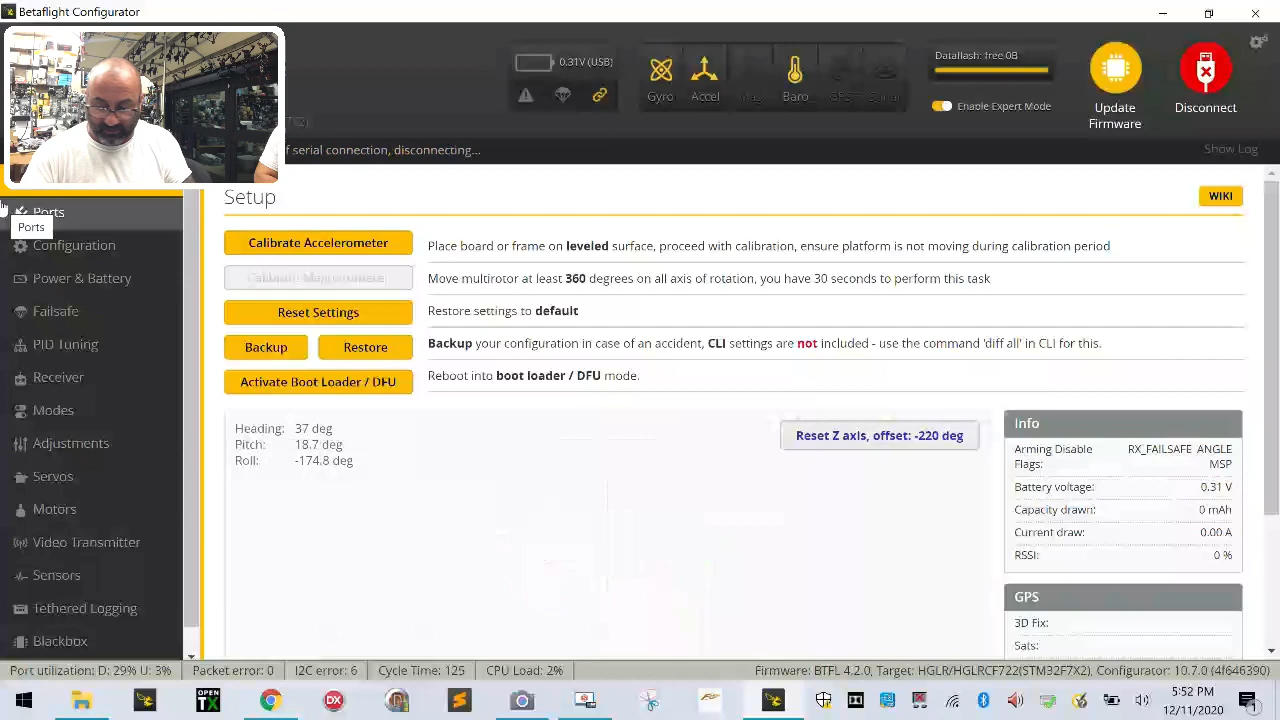 Betaflight Configurator
0.31V (USB)
Gyro
Accel
Baro
Dataflash: free 0B
Enable Expert Mode
Update
Firmware
Disconnect
f serial connection, disconnecting...
Show Log
Ports
Ports
Configuration
Power & Battery
Failsafe
PID Tuning
Receiver
Modes
Adjustments
Servos
Motors
Video Transmitter
Sensors
Tethered Logging
Blackbox
Setup
WIKI
Calibrate Accelerometer
Place board or frame on leveled surface, proceed with calibration, ensure platform is not moving during calibration period
Calibrate Magnetometer
Move multirotor at least 360 degrees on all axis of rotation, you have 30 seconds to perform this task
Reset Settings
Restore settings to default
Backup
Restore
Backup your configuration in case of an accident, CLI settings are not included - use the command 'diff all' in CLI for this.
Activate Boot Loader / DFU
Reboot into boot loader / DFU mode.
Heading: 37 deg
Pitch: 18.7 deg
Roll: -174.8 deg
Reset Z axis, offset: -220 deg
Info
Arming Disable Flags: RX_FAILSAFE ANGLE MSP
Battery voltage: 0.31 V
Capacity drawn: 0 mAh
Current draw: 0.00 A
RSSI: 0 %
GPS
3D Fix:
Sats:
Port utilization: D: 29% U: 3%
Packet error: 0
I2C error: 6
Cycle Time: 125
CPU Load: 2%
Firmware: BTFL 4.2.0, Target: HGLR/HGLRCF722(STM32F7X2), Configurator: 10.7.0 (4f646390)
OPEN
TX
DX
5:52 PM
12/11/2020
1